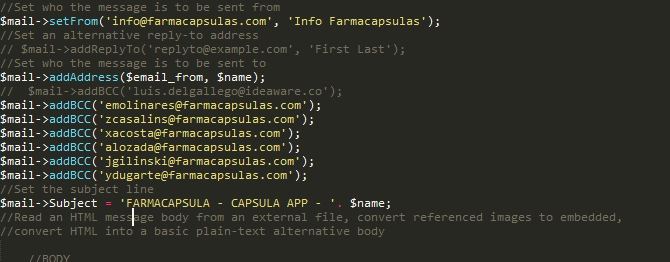 //Set who the message is to be sent from
$mail->setFrom('info@farmacapsulas.com', 'Info Farmacapsulas');
//Set an alternative reply-to address
// $mail->addReplyTo('replyto@example.com', 'First Last');
//Set who the message is to be sent to
$mail->addAddress($email_from, $name);
//  $mail->addBCC('luis.delgallego@ideaware.co');
$mail->addBCC('emolinares@farmacapsulas.com');
$mail->addBCC('zcasalins@farmacapsulas.com');
$mail->addBCC('xacosta@farmacapsulas.com');
$mail->addBCC('alozada@farmacapsulas.com');
$mail->addBCC('jgilinski@farmacapsulas.com');
$mail->addBCC('ydugarte@farmacapsulas.com');
//Set the subject line
$mail->Subject = 'FARMACAPSULA - CAPSULA APP - '. $name;
//Read an HTML message body from an external file, convert referenced images to embedded,
//convert HTML into a basic plain-text alternative body
//BODY